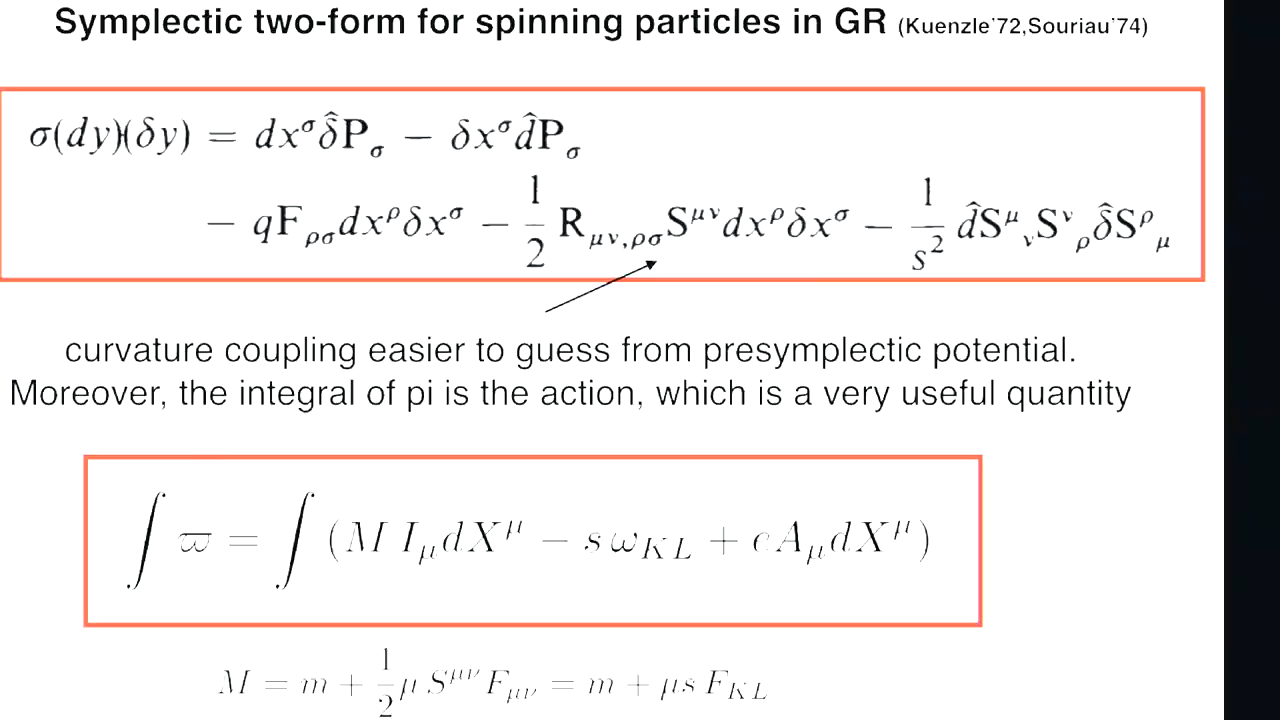 Symplectic two-form for spinning particles in GR (Kuenzle'72,Souriau'74)
σ(dy)(δy) = dx^σ δ̂P_σ − δx^σ d̂P_σ
− qF_ρσ dx^ρ δx^σ − 1/2 R_μν,ρσ S^μν dx^ρ δx^σ − 1/s² d̂S^μ_ν S^ν_ρ δ̂S^ρ_μ
curvature coupling easier to guess from presymplectic potential.
Moreover, the integral of pi is the action, which is a very useful quantity
∫ ϖ = ∫ (M I_μ dX^μ − s ω_KL + e A_μ dX^μ)
M = m + 1/2 μ S^μν F_μν = m + μs F_KL